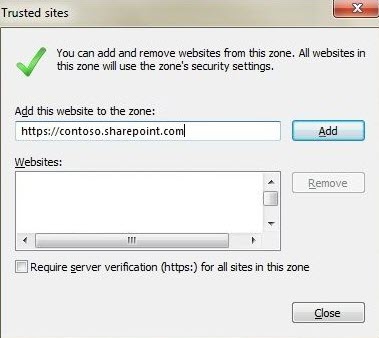 Trusted sites
You can add and remove websites from this zone. All websites in
this zone will use the zone's security settings.
Add this website to the zone:
https://contoso.sharepoint.com
Add
Websites:
Remove
Require server verification (https:) for all sites in this zone
Close